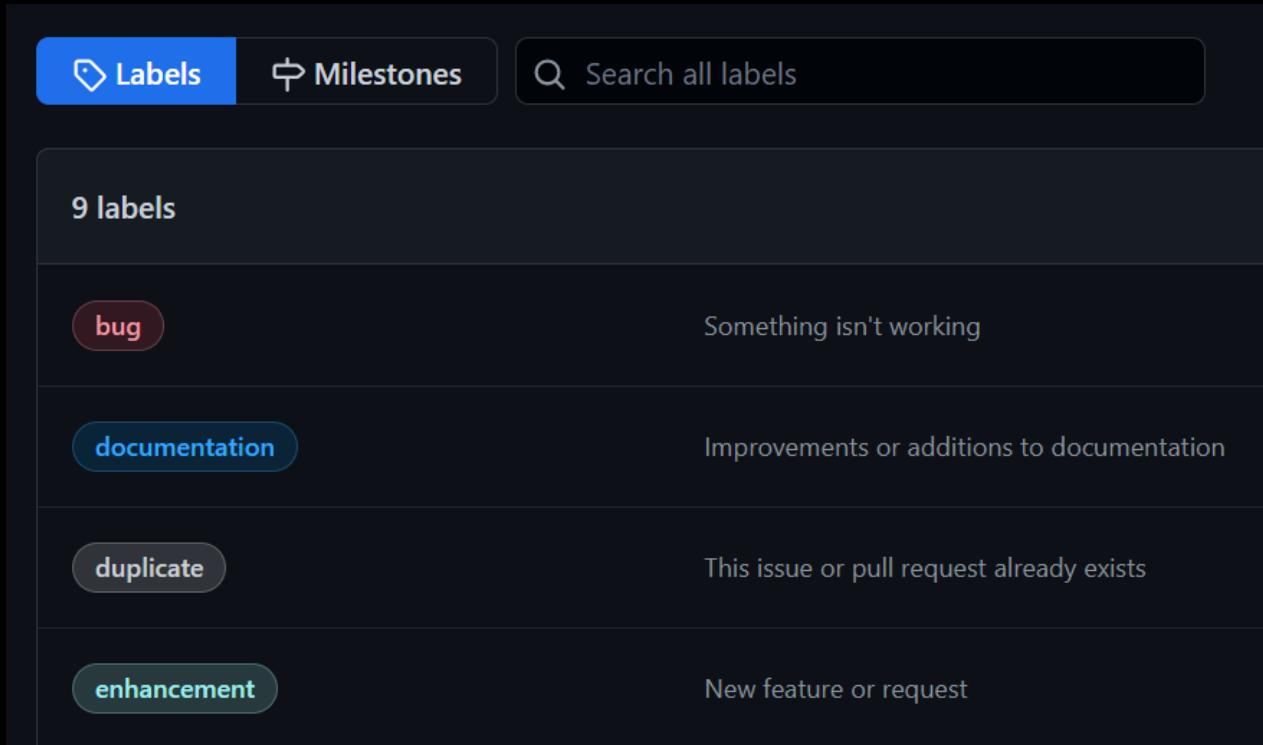 Labels Milestones Search all labels
9 labels
bug Something isn't working
documentation Improvements or additions to documentation
duplicate This issue or pull request already exists
enhancement New feature or request